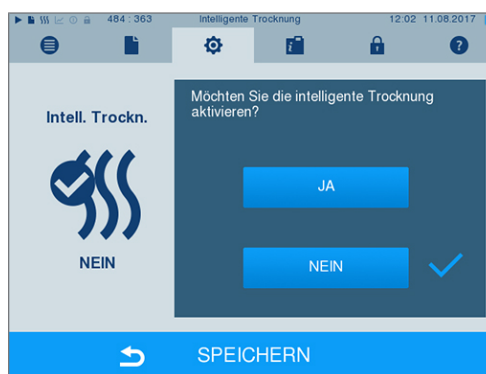 484 : 363 Intelligente Trocknung 12:02 11.08.2017
Intell. Trockn.
NEIN
Möchten Sie die intelligente Trocknung
aktivieren?
JA
NEIN
SPEICHERN